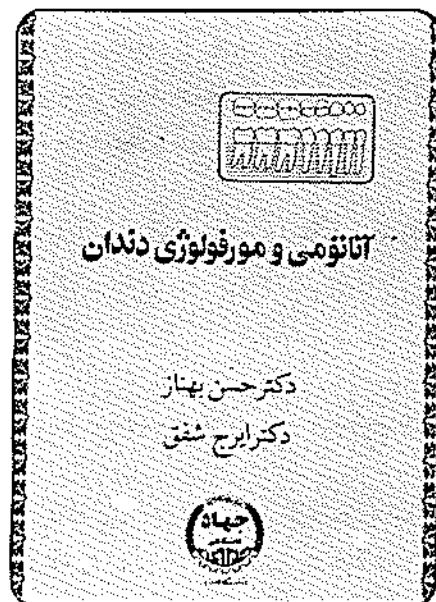 آناتومی و مورفولوژی دندان
دکتر حسن بهناز
دکتر ایرج شفق
جهاد